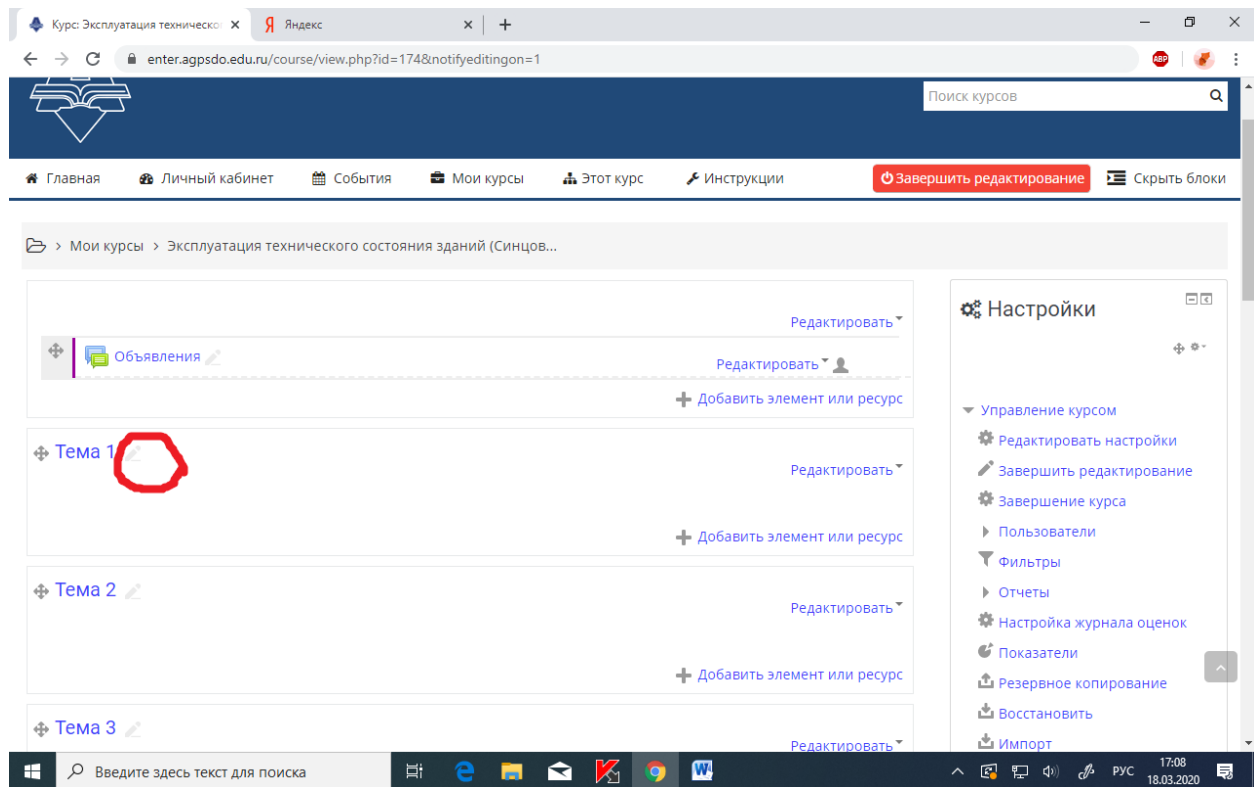 Курс: Эксплуатация техническо
Яндекс
enter.agpsdo.edu.ru/course/view.php?id=174&notifyeditingon=1
ABP
Поиск курсов
Главная Личный кабинет События Мои курсы Этот курс Инструкции Завершить редактирование Скрыть блоки
> Мои курсы > Эксплуатация технического состояния зданий (Синцов...
Редактировать
Объявления
Редактировать
Добавить элемент или ресурс
Тема 1
Редактировать
Добавить элемент или ресурс
Тема 2
Редактировать
Добавить элемент или ресурс
Тема 3
Редактировать
Настройки
Управление курсом
Редактировать настройки
Завершить редактирование
Завершение курса
Пользователи
Фильтры
Отчеты
Настройка журнала оценок
Показатели
Резервное копирование
Восстановить
Импорт
Введите здесь текст для поиска
РУС
17:08
18.03.2020